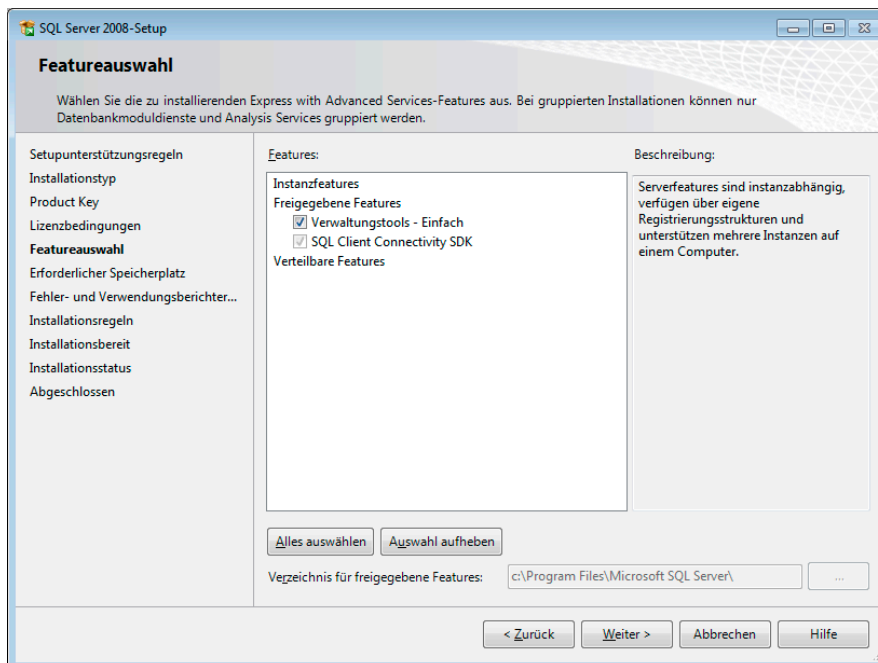 SQL Server 2008-Setup
Featureauswahl
Wählen Sie die zu installierenden Express with Advanced Services-Features aus. Bei gruppierten Installationen können nur
Datenbankmoduldienste und Analysis Services gruppiert werden.
Setupunterstützungsregeln
Installationstyp
Product Key
Lizenzbedingungen
Featureauswahl
Erforderlicher Speicherplatz
Fehler- und Verwendungsberichter...
Installationsregeln
Installationsbereit
Installationsstatus
Abgeschlossen
Features:
Instanzfeatures
Freigegebene Features
Verwaltungstools - Einfach
SQL Client Connectivity SDK
Verteilbare Features
Beschreibung:
Serverfeatures sind instanzabhängig,
verfügen über eigene
Registrierungsstrukturen und
unterstützen mehrere Instanzen auf
einem Computer.
Alles auswählen
Auswahl aufheben
Verzeichnis für freigegebene Features:
c:\Program Files\Microsoft SQL Server\
...
< Zurück
Weiter >
Abbrechen
Hilfe